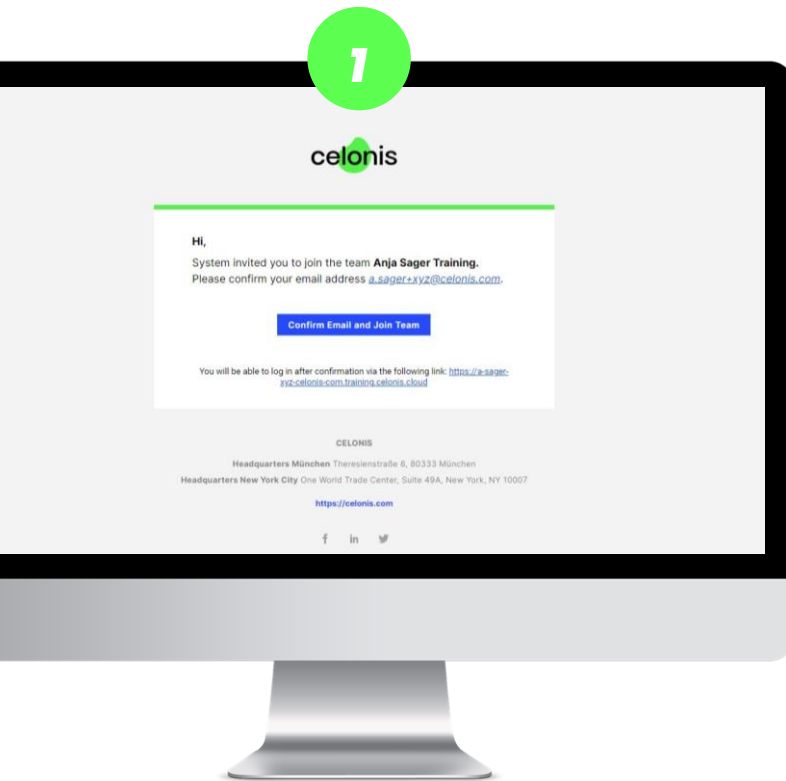 1
celonis
Hi,
System invited you to join the team Anja Sager Training.
Please confirm your email address a.sager+xyz@celonis.com.
Confirm Email and Join Team
You will be able to log in after confirmation via the following link: https://a-sager-
xyz-celonis-com.training.celonis.cloud
CELONIS
Headquarters München Theresienstraße 6, 80333 München
Headquarters New York City One World Trade Center, Suite 49A, New York, NY 10007
https://celonis.com
f in